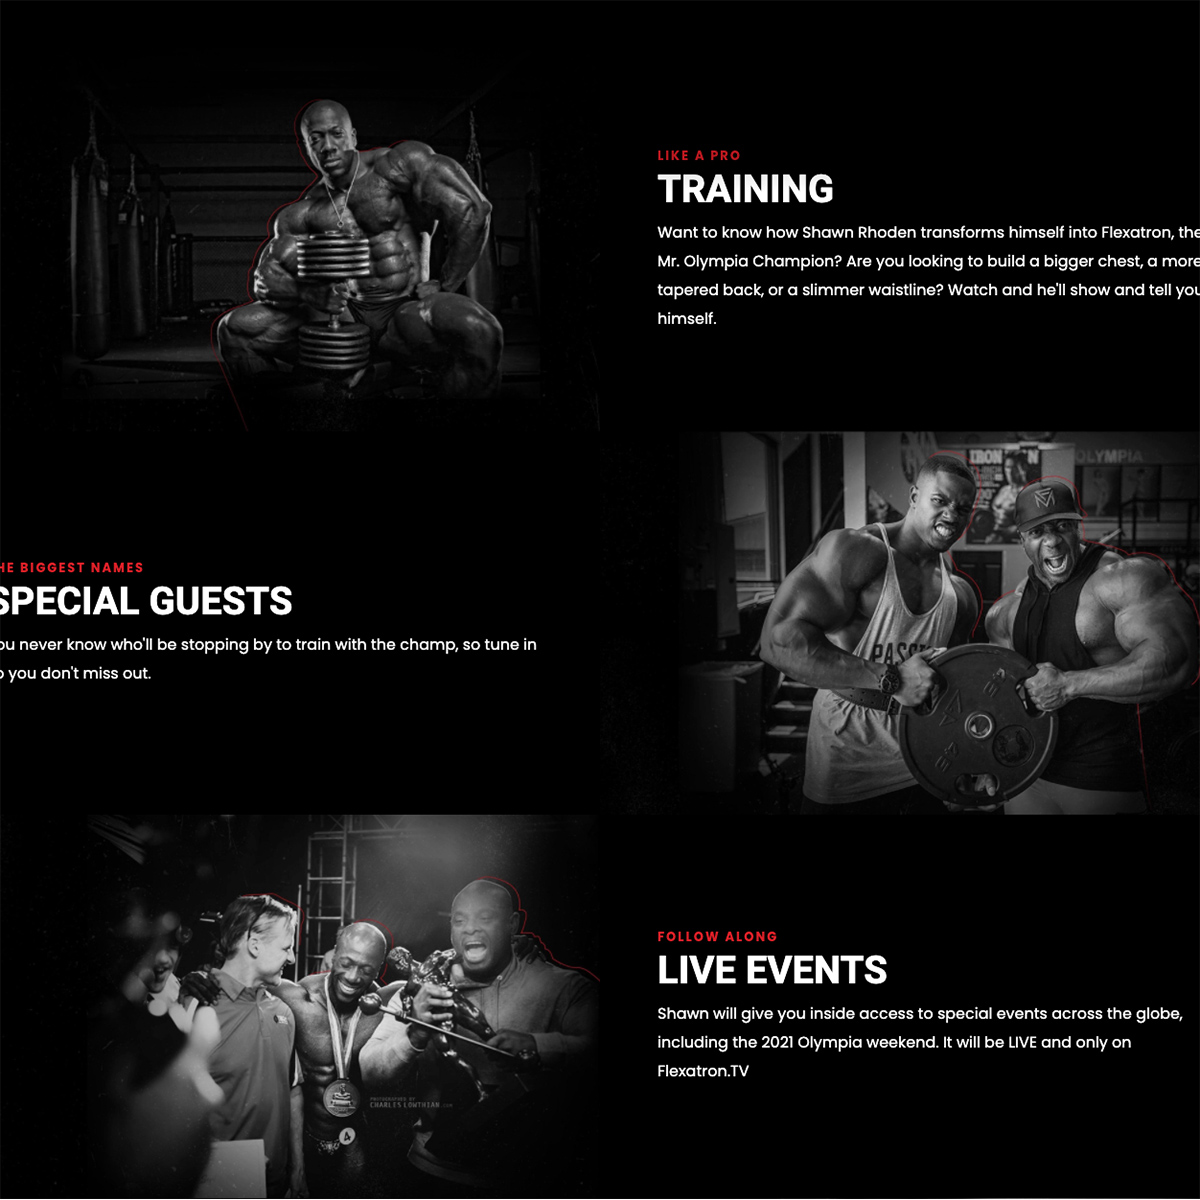 LIKE A PRO
TRAINING
Want to know how Shawn Rhoden transforms himself into Flexatron, the
Mr. Olympia Champion? Are you looking to build a bigger chest, a more
tapered back, or a slimmer waistline? Watch and he'll show and tell you
himself.
IRON
OLYMPIA
HE BIGGEST NAMES
SPECIAL GUESTS
ou never know who'll be stopping by to train with the champ, so tune in
o you don't miss out.
FOLLOW ALONG
LIVE EVENTS
Shawn will give you inside access to special events across the globe,
including the 2021 Olympia weekend. It will be LIVE and only on
Flexatron.TV
PHOTOGRAPHED BY
CHARLES LOWTHIAN.COM
4